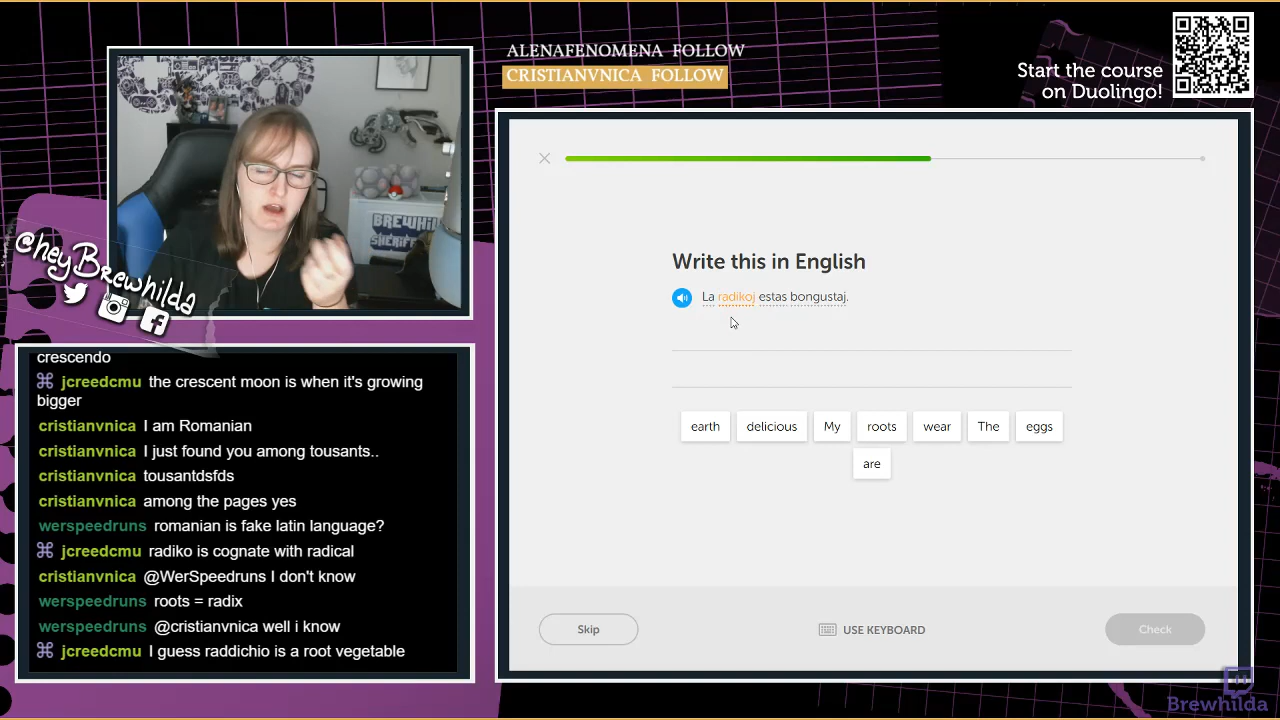 ALENAFENOMENA FOLLOW
CRISTIANVNICA FOLLOW
Start the course
on Duolingo!
@heyBrewhilda
BREWHIL
SHERIFF
crescendo
jcreedcmu the crescent moon is when it's growing
bigger
cristianvnica I am Romanian
cristianvnica I just found you among tousants..
cristianvnica tousantdsfds
cristianvnica among the pages yes
werspeedruns romanian is fake latin language?
jcreedcmu radiko is cognate with radical
cristianvnica @WerSpeedruns I don't know
werspeedruns roots = radix
werspeedruns @cristianvnica well i know
jcreedcmu I guess raddichio is a root vegetable
Write this in English
La radikoj estas bongustaj.
earth delicious My roots wear The eggs
are
Skip
USE KEYBOARD
Check
Brewhilda